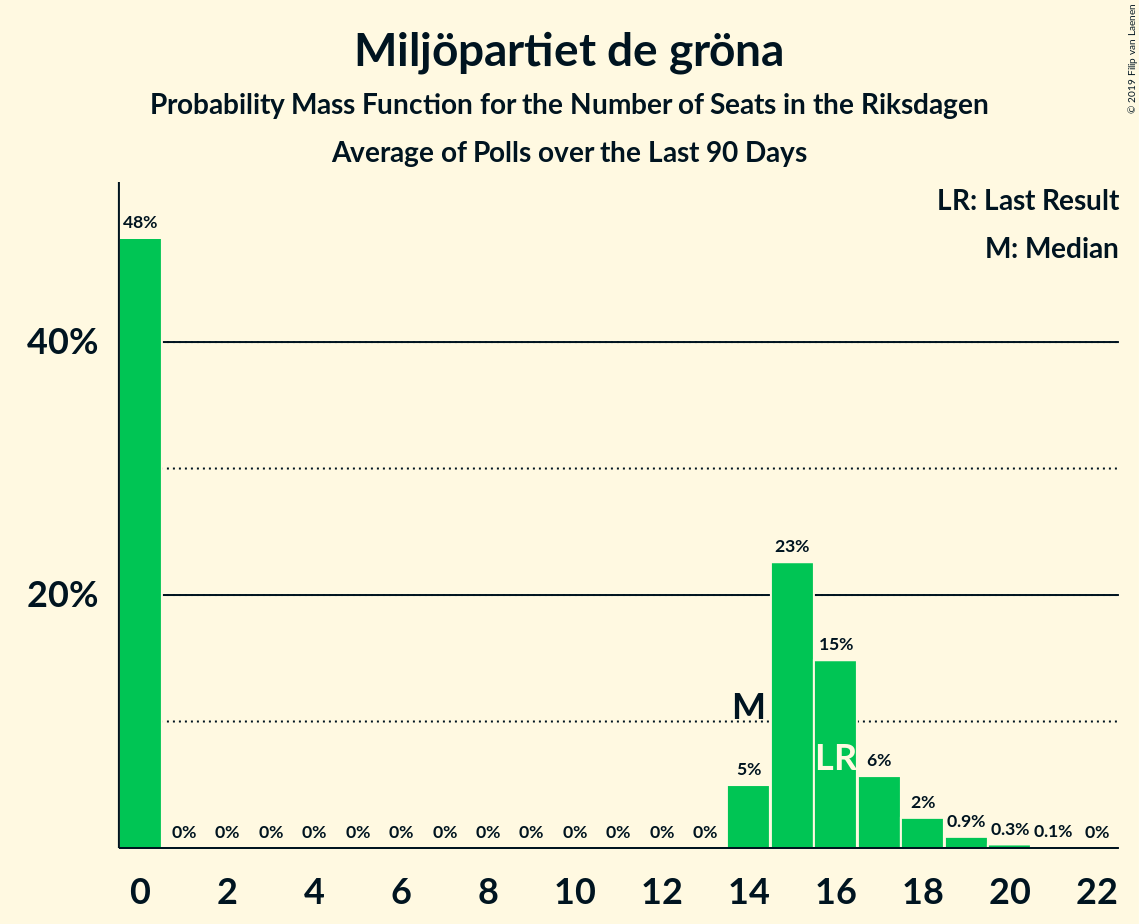 Miljöpartiet de gröna
Probability Mass Function for the Number of Seats in the Riksdagen
Average of Polls over the Last 90 Days
© 2019 Filip van Laenen
LR: Last Result
M: Median
48%
40%
23%
20%
15%
M
LR
5%
6%
2%
0.9%
0.3%
0.1%
0%
0% 0% 0% 0% 0% 0% 0% 0% 0% 0% 0% 0% 0%
0 2 4 6 8 10 12 14 16 18 20 22